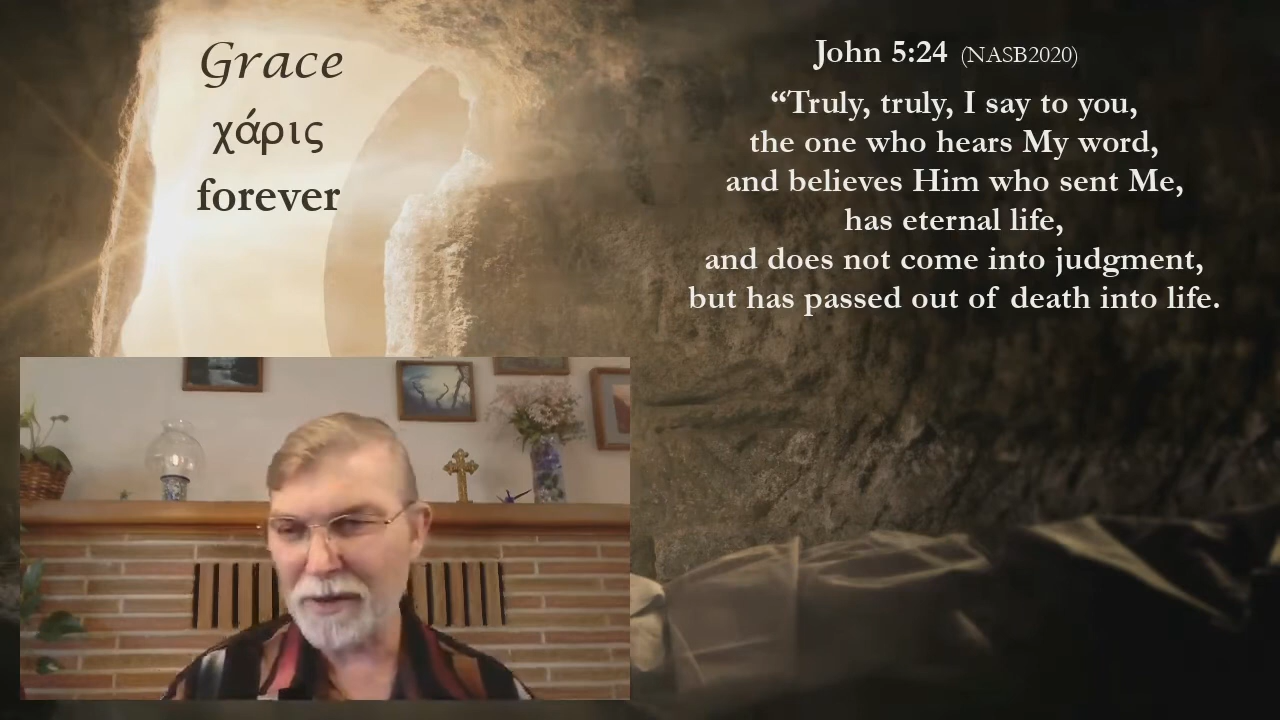 Grace
χάρις
forever
John 5:24 (NASB2020)
“Truly, truly, I say to you,
the one who hears My word,
and believes Him who sent Me,
has eternal life,
and does not come into judgment,
but has passed out of death into life.